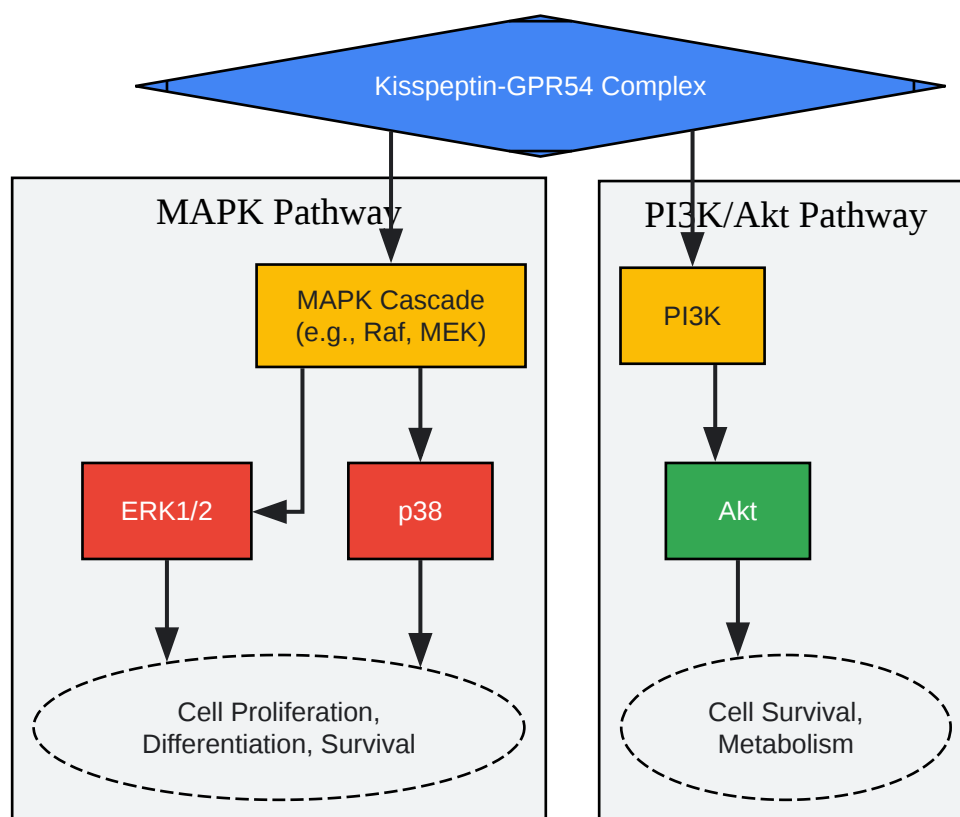 Kisspeptin-GPR54 Complex
MAPK Pathway
PI3K/Akt Pathway
MAPK Cascade
(e.g., Raf, MEK)
PI3K
ERK1/2
p38
Akt
Cell Proliferation,
Differentiation, Survival
Cell Survival,
Metabolism